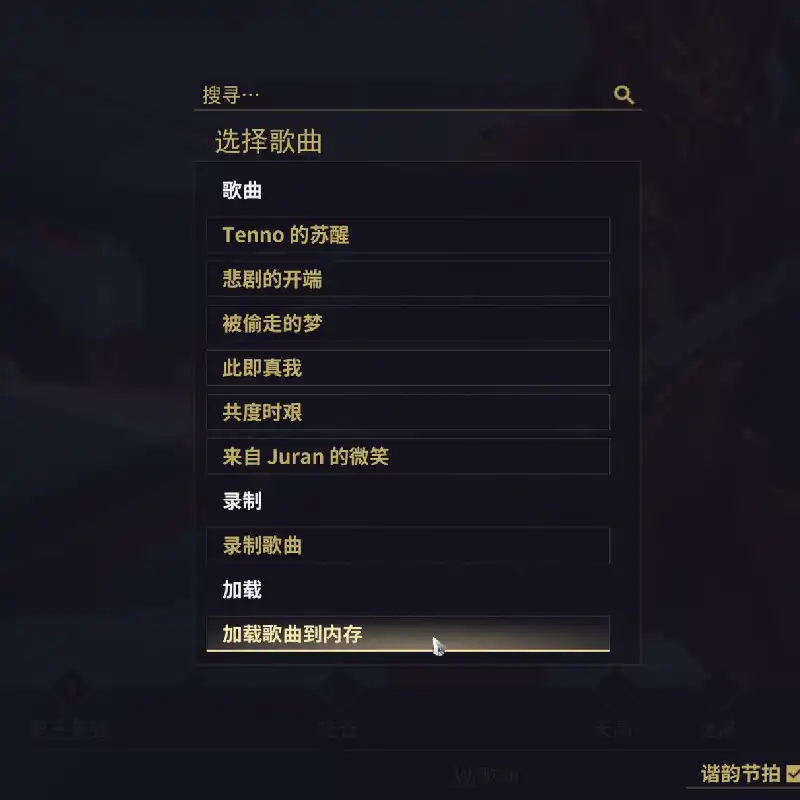 搜寻…
选择歌曲
歌曲
Tenno 的苏醒
悲剧的开端
被偷走的梦
此即真我
共度时艰
来自 Juran 的微笑
录制
录制歌曲
加载
加载歌曲到内存
谐韵节拍